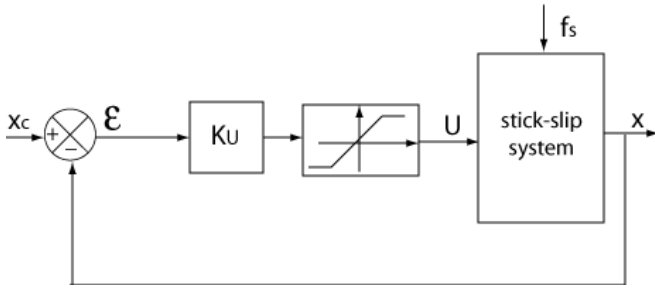 fs
xc
+
−
ε
KU
U
stick-slip
system
x